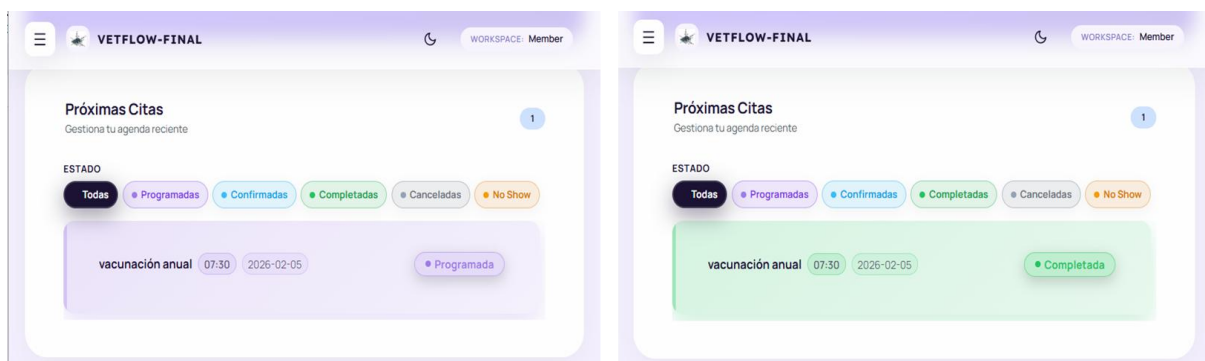 VETFLOW-FINAL
WORKSPACE: Member
Próximas Citas
Gestiona tu agenda reciente
1
ESTADO
Todas Programadas Confirmadas Completadas Canceladas No Show
vacunación anual 07:30 2026-02-05 Programada
VETFLOW-FINAL
WORKSPACE: Member
Próximas Citas
Gestiona tu agenda reciente
1
ESTADO
Todas Programadas Confirmadas Completadas Canceladas No Show
vacunación anual 07:30 2026-02-05 Completada